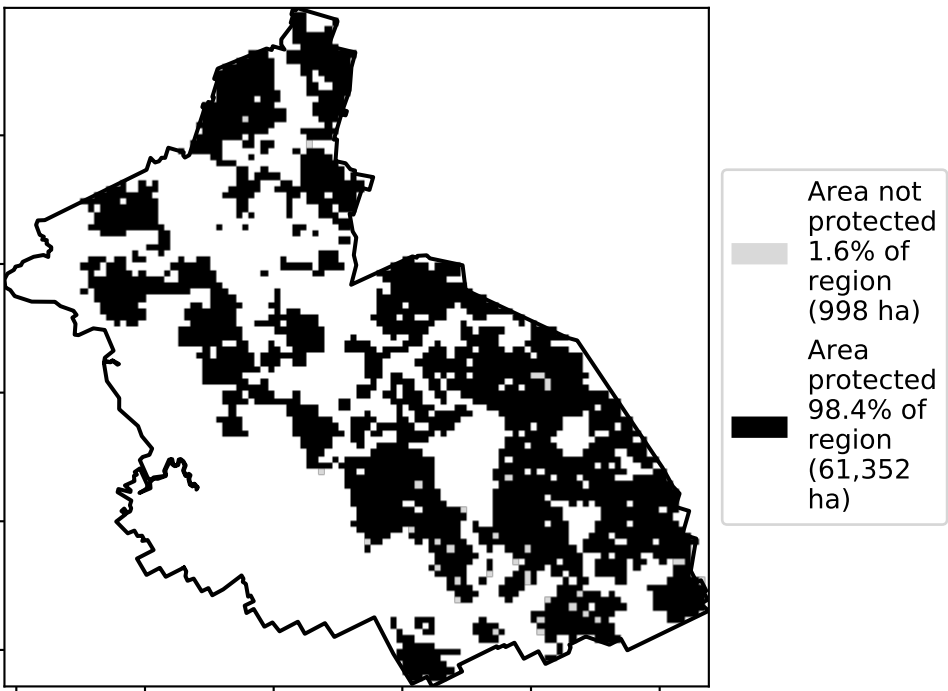 Area not
protected
1.6% of
region
(998 ha)
Area
protected
98.4% of
region
(61,352
ha)